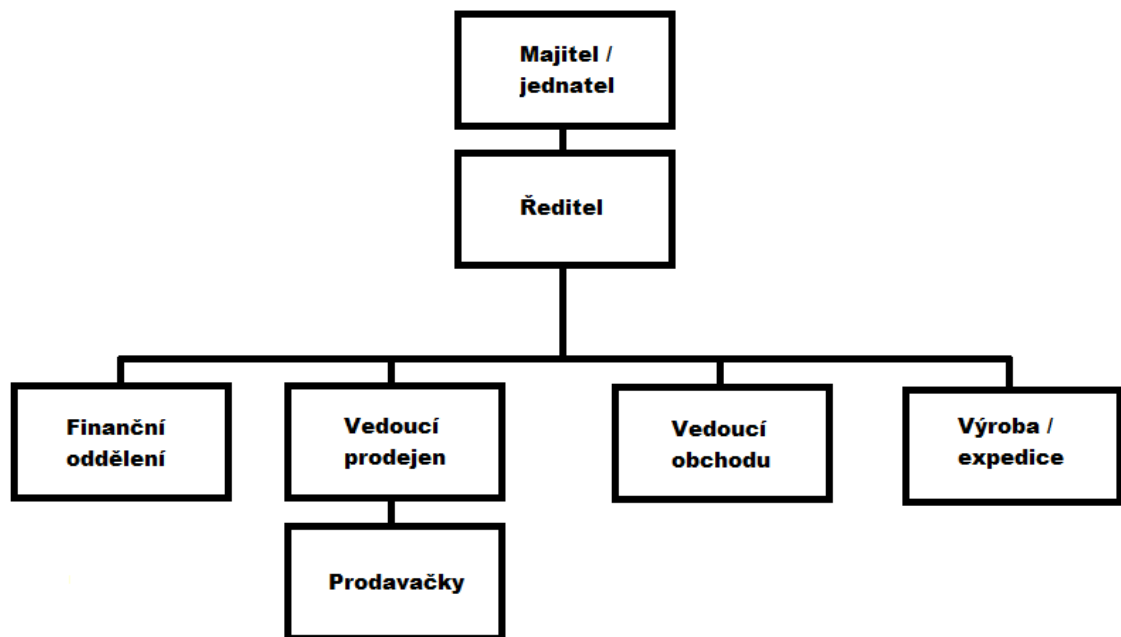 Majitel /
jednatel
Ředitel
Finanční
oddělení
Vedoucí
prodejen
Vedoucí
obchodu
Výroba /
expedice
Prodavačky